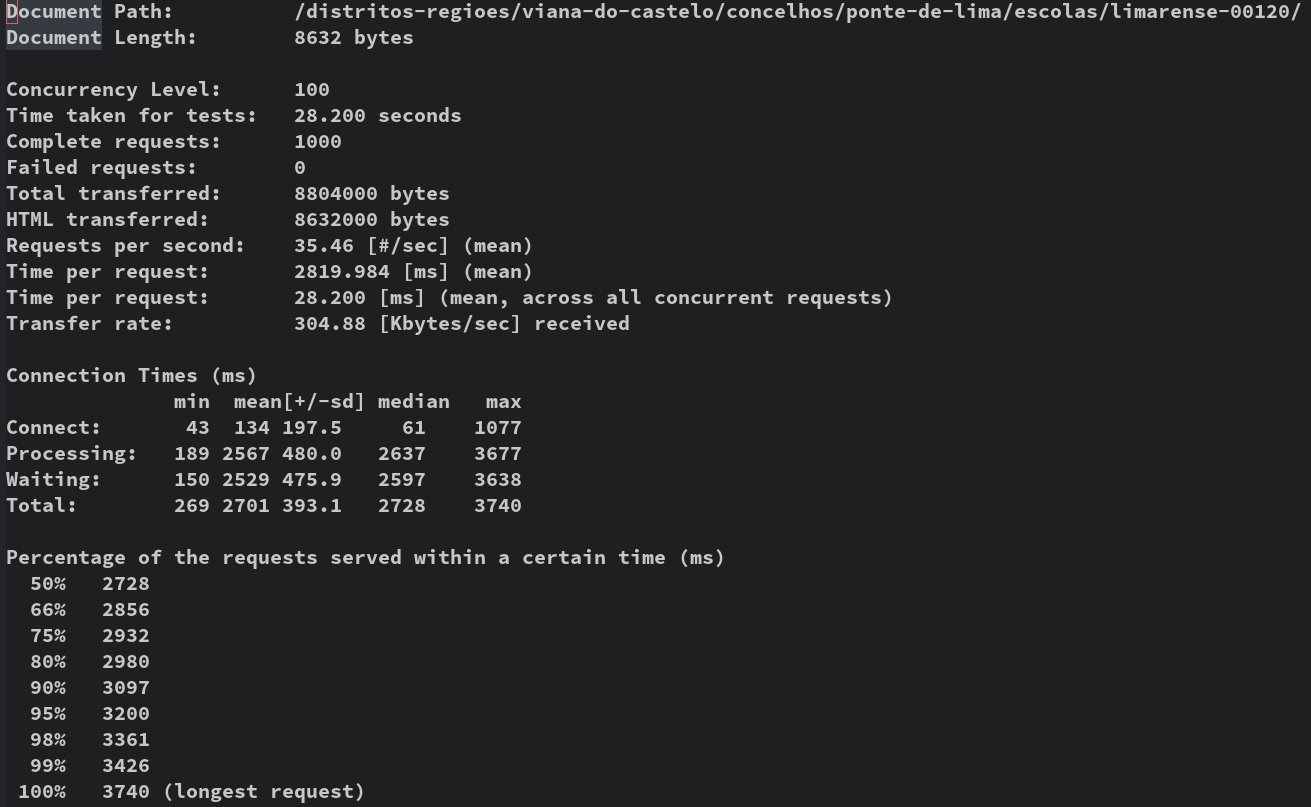 Document Path:          /distritos-regioes/viana-do-castelo/concelhos/ponte-de-lima/escolas/limarense-00120/
Document Length:        8632 bytes

Concurrency Level:      100
Time taken for tests:   28.200 seconds
Complete requests:      1000
Failed requests:        0
Total transferred:      8804000 bytes
HTML transferred:       8632000 bytes
Requests per second:    35.46 [#/sec] (mean)
Time per request:       2819.984 [ms] (mean)
Time per request:       28.200 [ms] (mean, across all concurrent requests)
Transfer rate:          304.88 [Kbytes/sec] received

Connection Times (ms)
              min  mean[+/-sd] median   max
Connect:       43  134 197.5     61    1077
Processing:   189 2567 480.0   2637    3677
Waiting:      150 2529 475.9   2597    3638
Total:        269 2701 393.1   2728    3740

Percentage of the requests served within a certain time (ms)
  50%   2728
  66%   2856
  75%   2932
  80%   2980
  90%   3097
  95%   3200
  98%   3361
  99%   3426
 100%   3740 (longest request)